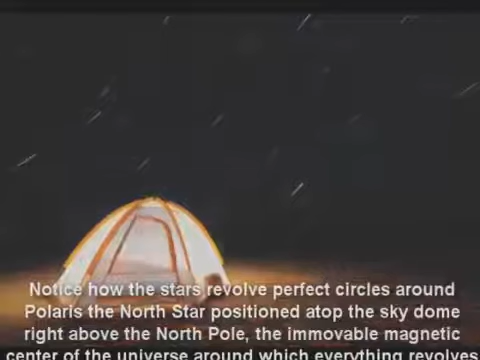 Notice how the stars revolve perfect circles around
Polaris the North Star positioned atop the sky dome
right above the North Pole, the immovable magnetic
center of the universe around which everything revolves